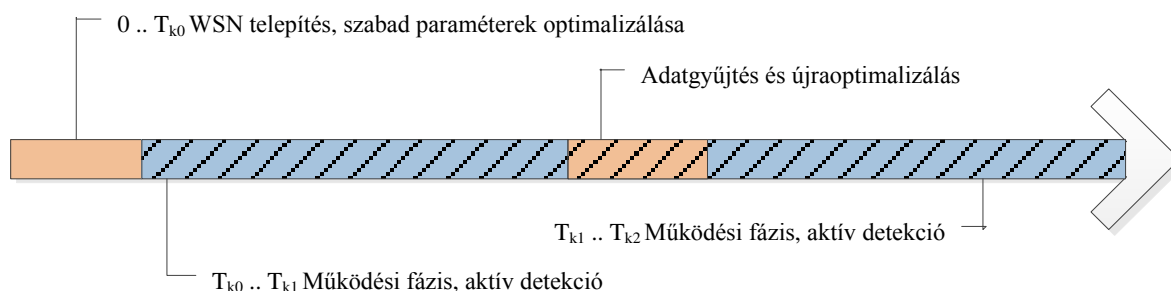 0 .. Tk0 WSN telepítés, szabad paraméterek optimalizálása
Adatgyűjtés és újraoptimalizálás
Tk1 .. Tk2 Működési fázis, aktív detekció
Tk0 .. Tk1 Működési fázis, aktív detekció